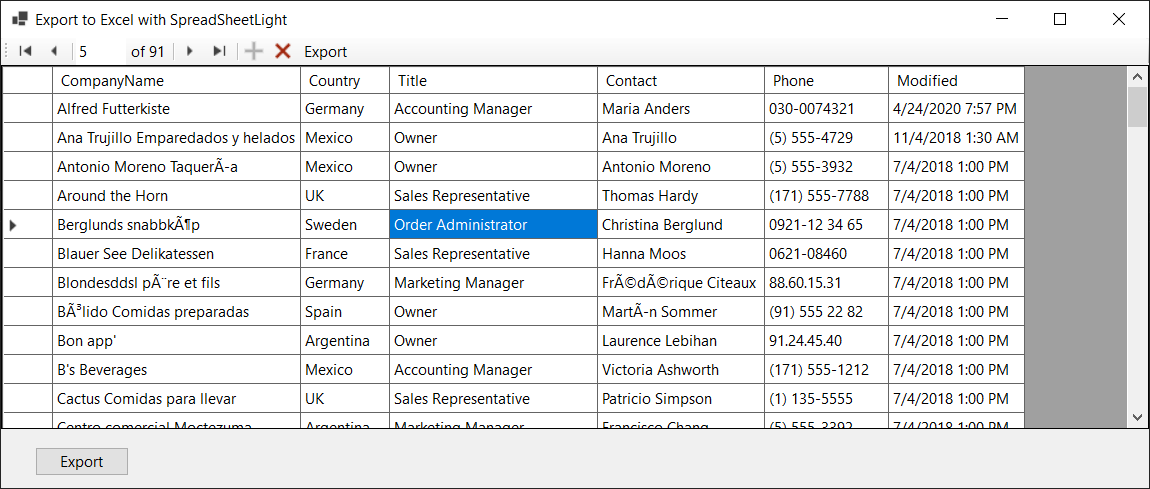 Export to Excel with SpreadSheetLight
5 of 91 Export
CompanyName Country Title Contact Phone Modified
Alfred Futterkiste Germany Accounting Manager Maria Anders 030-0074321 4/24/2020 7:57 PM
Ana Trujillo Emparedados y helados Mexico Owner Ana Trujillo (5) 555-4729 11/4/2018 1:30 AM
Antonio Moreno TaquerÃ-a Mexico Owner Antonio Moreno (5) 555-3932 7/4/2018 1:00 PM
Around the Horn UK Sales Representative Thomas Hardy (171) 555-7788 7/4/2018 1:00 PM
Berglunds snabbkÃ¶p Sweden Order Administrator Christina Berglund 0921-12 34 65 7/4/2018 1:00 PM
Blauer See Delikatessen France Sales Representative Hanna Moos 0621-08460 7/4/2018 1:00 PM
Blondesddsl pÃ¨re et fils Germany Marketing Manager FrÃ©dÃ©rique Citeaux 88.60.15.31 7/4/2018 1:00 PM
BÃ³lido Comidas preparadas Spain Owner MartÃ-n Sommer (91) 555 22 82 7/4/2018 1:00 PM
Bon app' Argentina Owner Laurence Lebihan 91.24.45.40 7/4/2018 1:00 PM
B's Beverages Mexico Accounting Manager Victoria Ashworth (171) 555-1212 7/4/2018 1:00 PM
Cactus Comidas para llevar UK Sales Representative Patricio Simpson (1) 135-5555 7/4/2018 1:00 PM
Centro comercial Moctezuma Argentina Marketing Manager Francisco Chang (5) 555-3392 7/4/2018 1:00 PM
Export